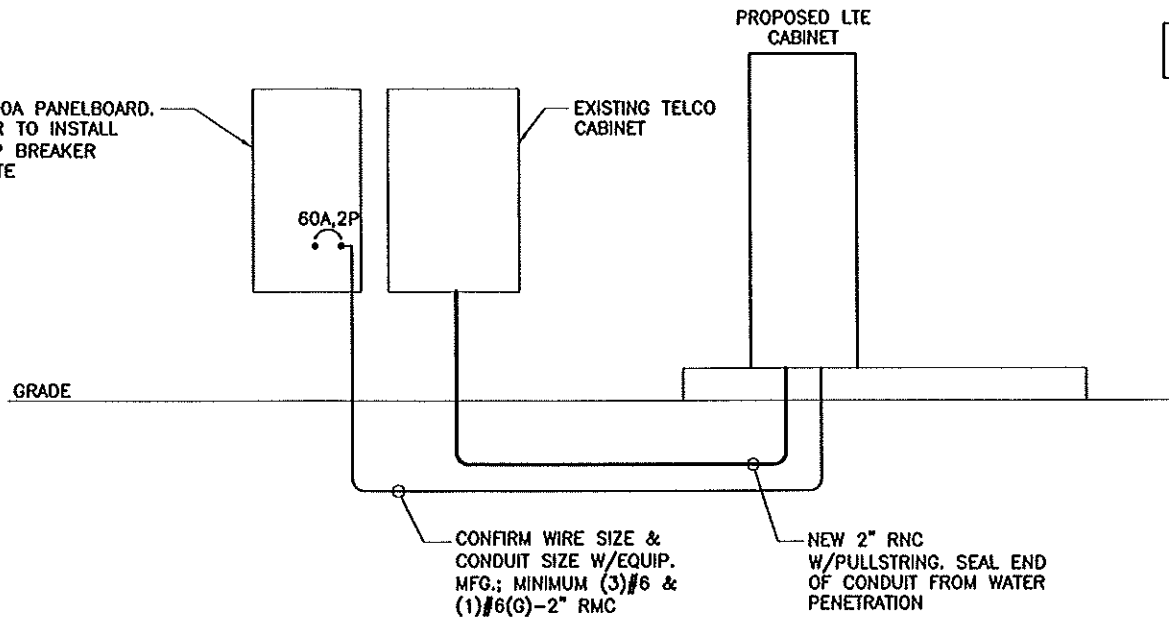 PROPOSED LTE
CABINET
0A PANELBOARD.
R TO INSTALL
P BREAKER
TE
EXISTING TELCO
CABINET
60A,2P
GRADE
CONFIRM WIRE SIZE &
CONDUIT SIZE W/EQUIP.
MFG.; MINIMUM (3)#6 &
(1)#6(G)-2" RMC
NEW 2" RNC
W/PULLSTRING. SEAL END
OF CONDUIT FROM WATER
PENETRATION